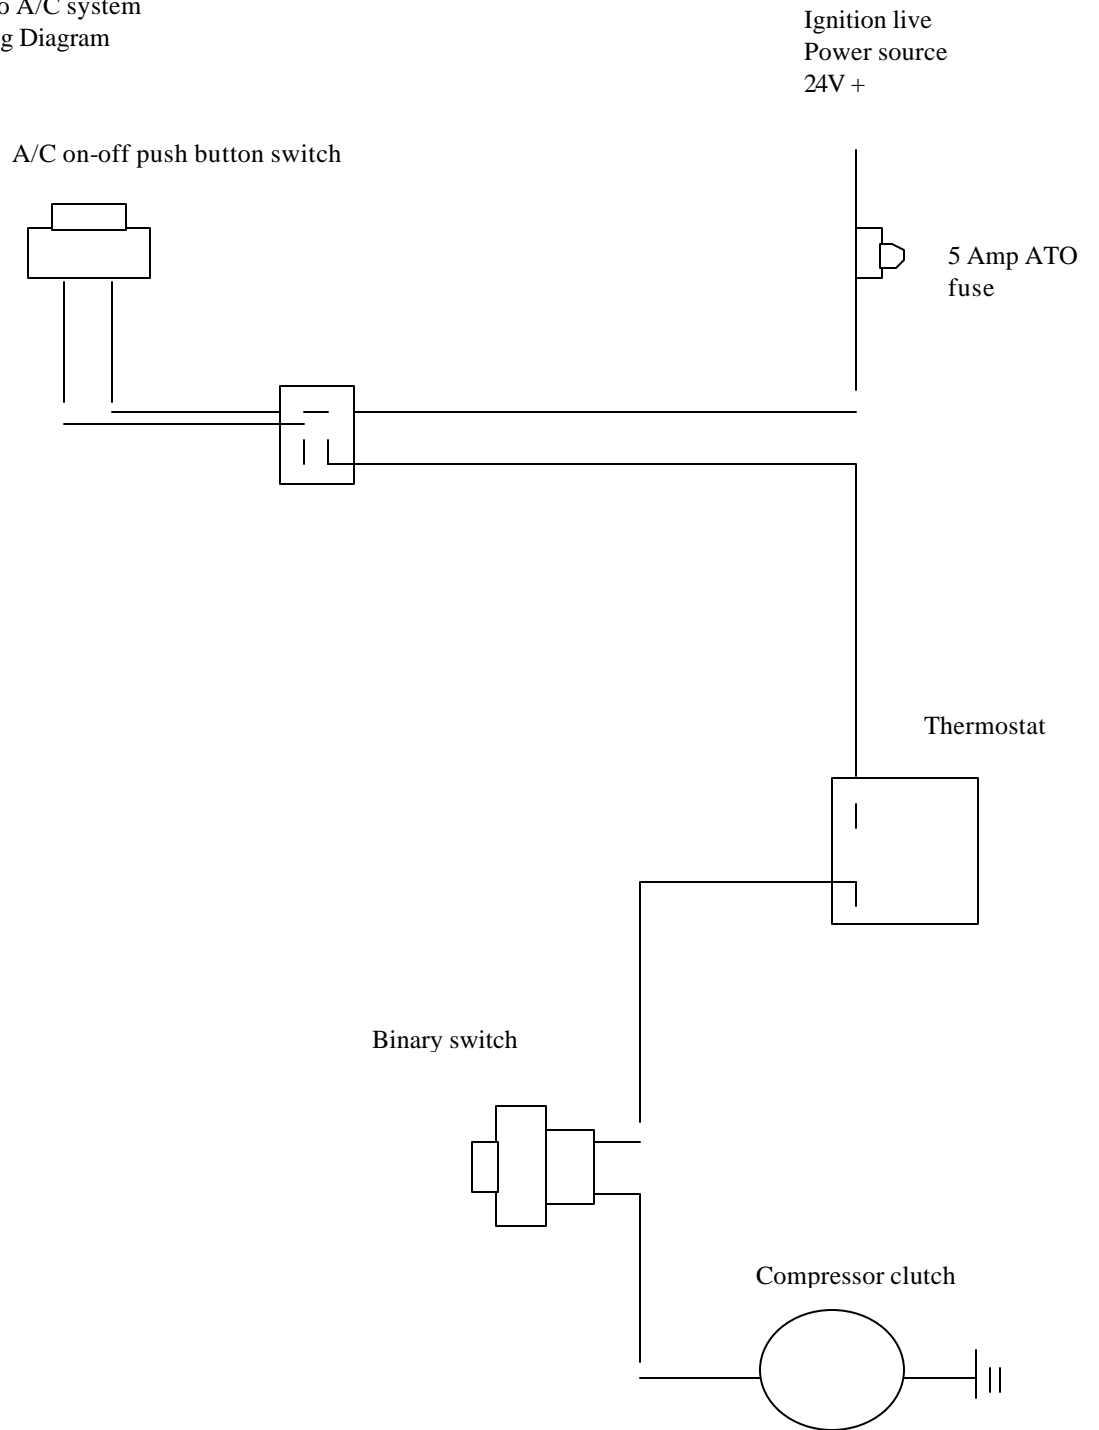 A/C system
Diagram
Ignition live
Power source
24V +
A/C on-off push button switch
5 Amp ATO
fuse
Thermostat
Binary switch
Compressor clutch